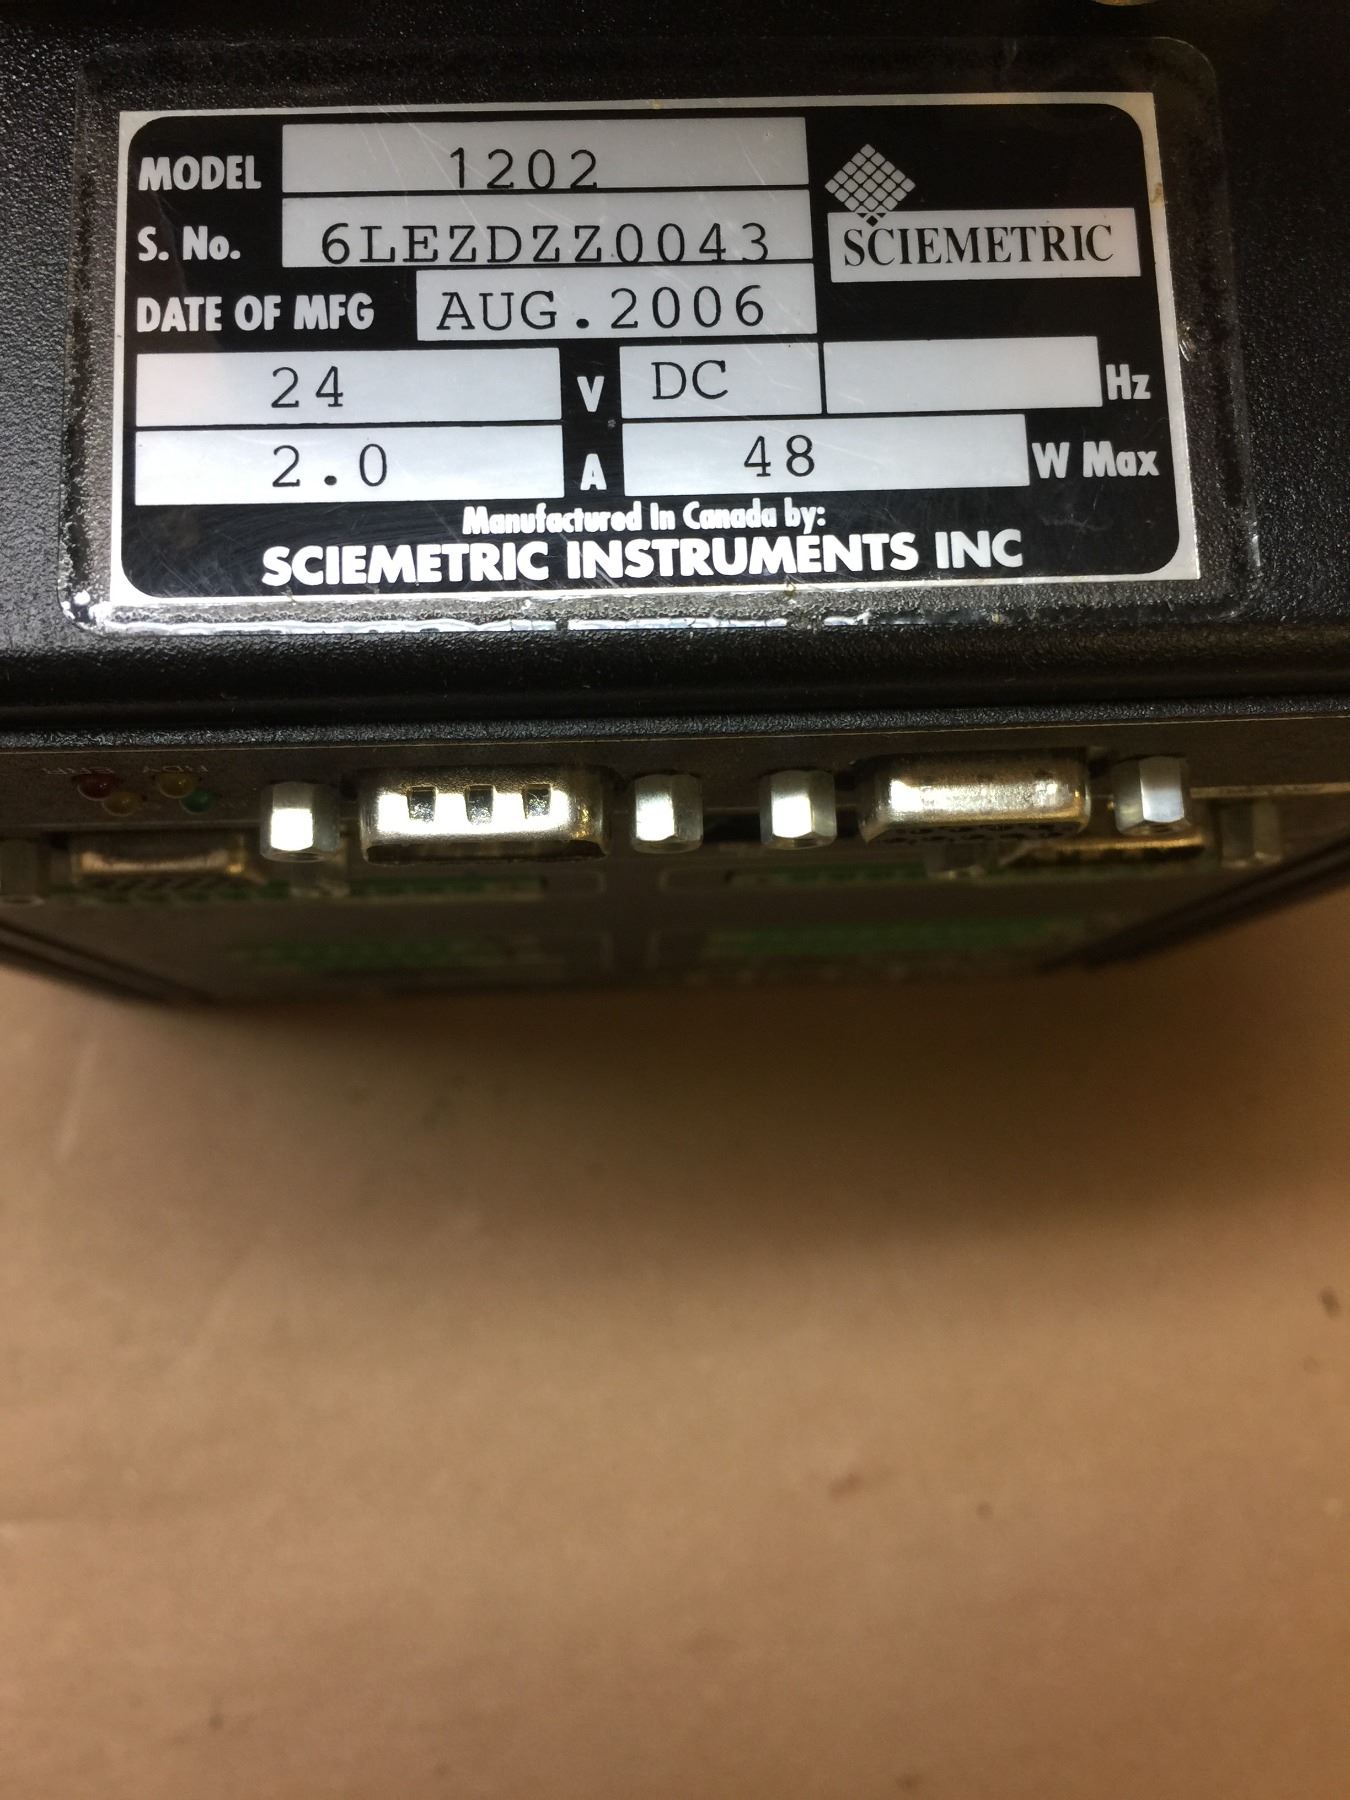 MODEL 1202
S. No. 6LEZDZZ0043
SCIEMETRIC
DATE OF MFG AUG.2006
24 V DC Hz
2.0 A 48 W Max
Manufactured In Canada by:
SCIEMETRIC INSTRUMENTS INC